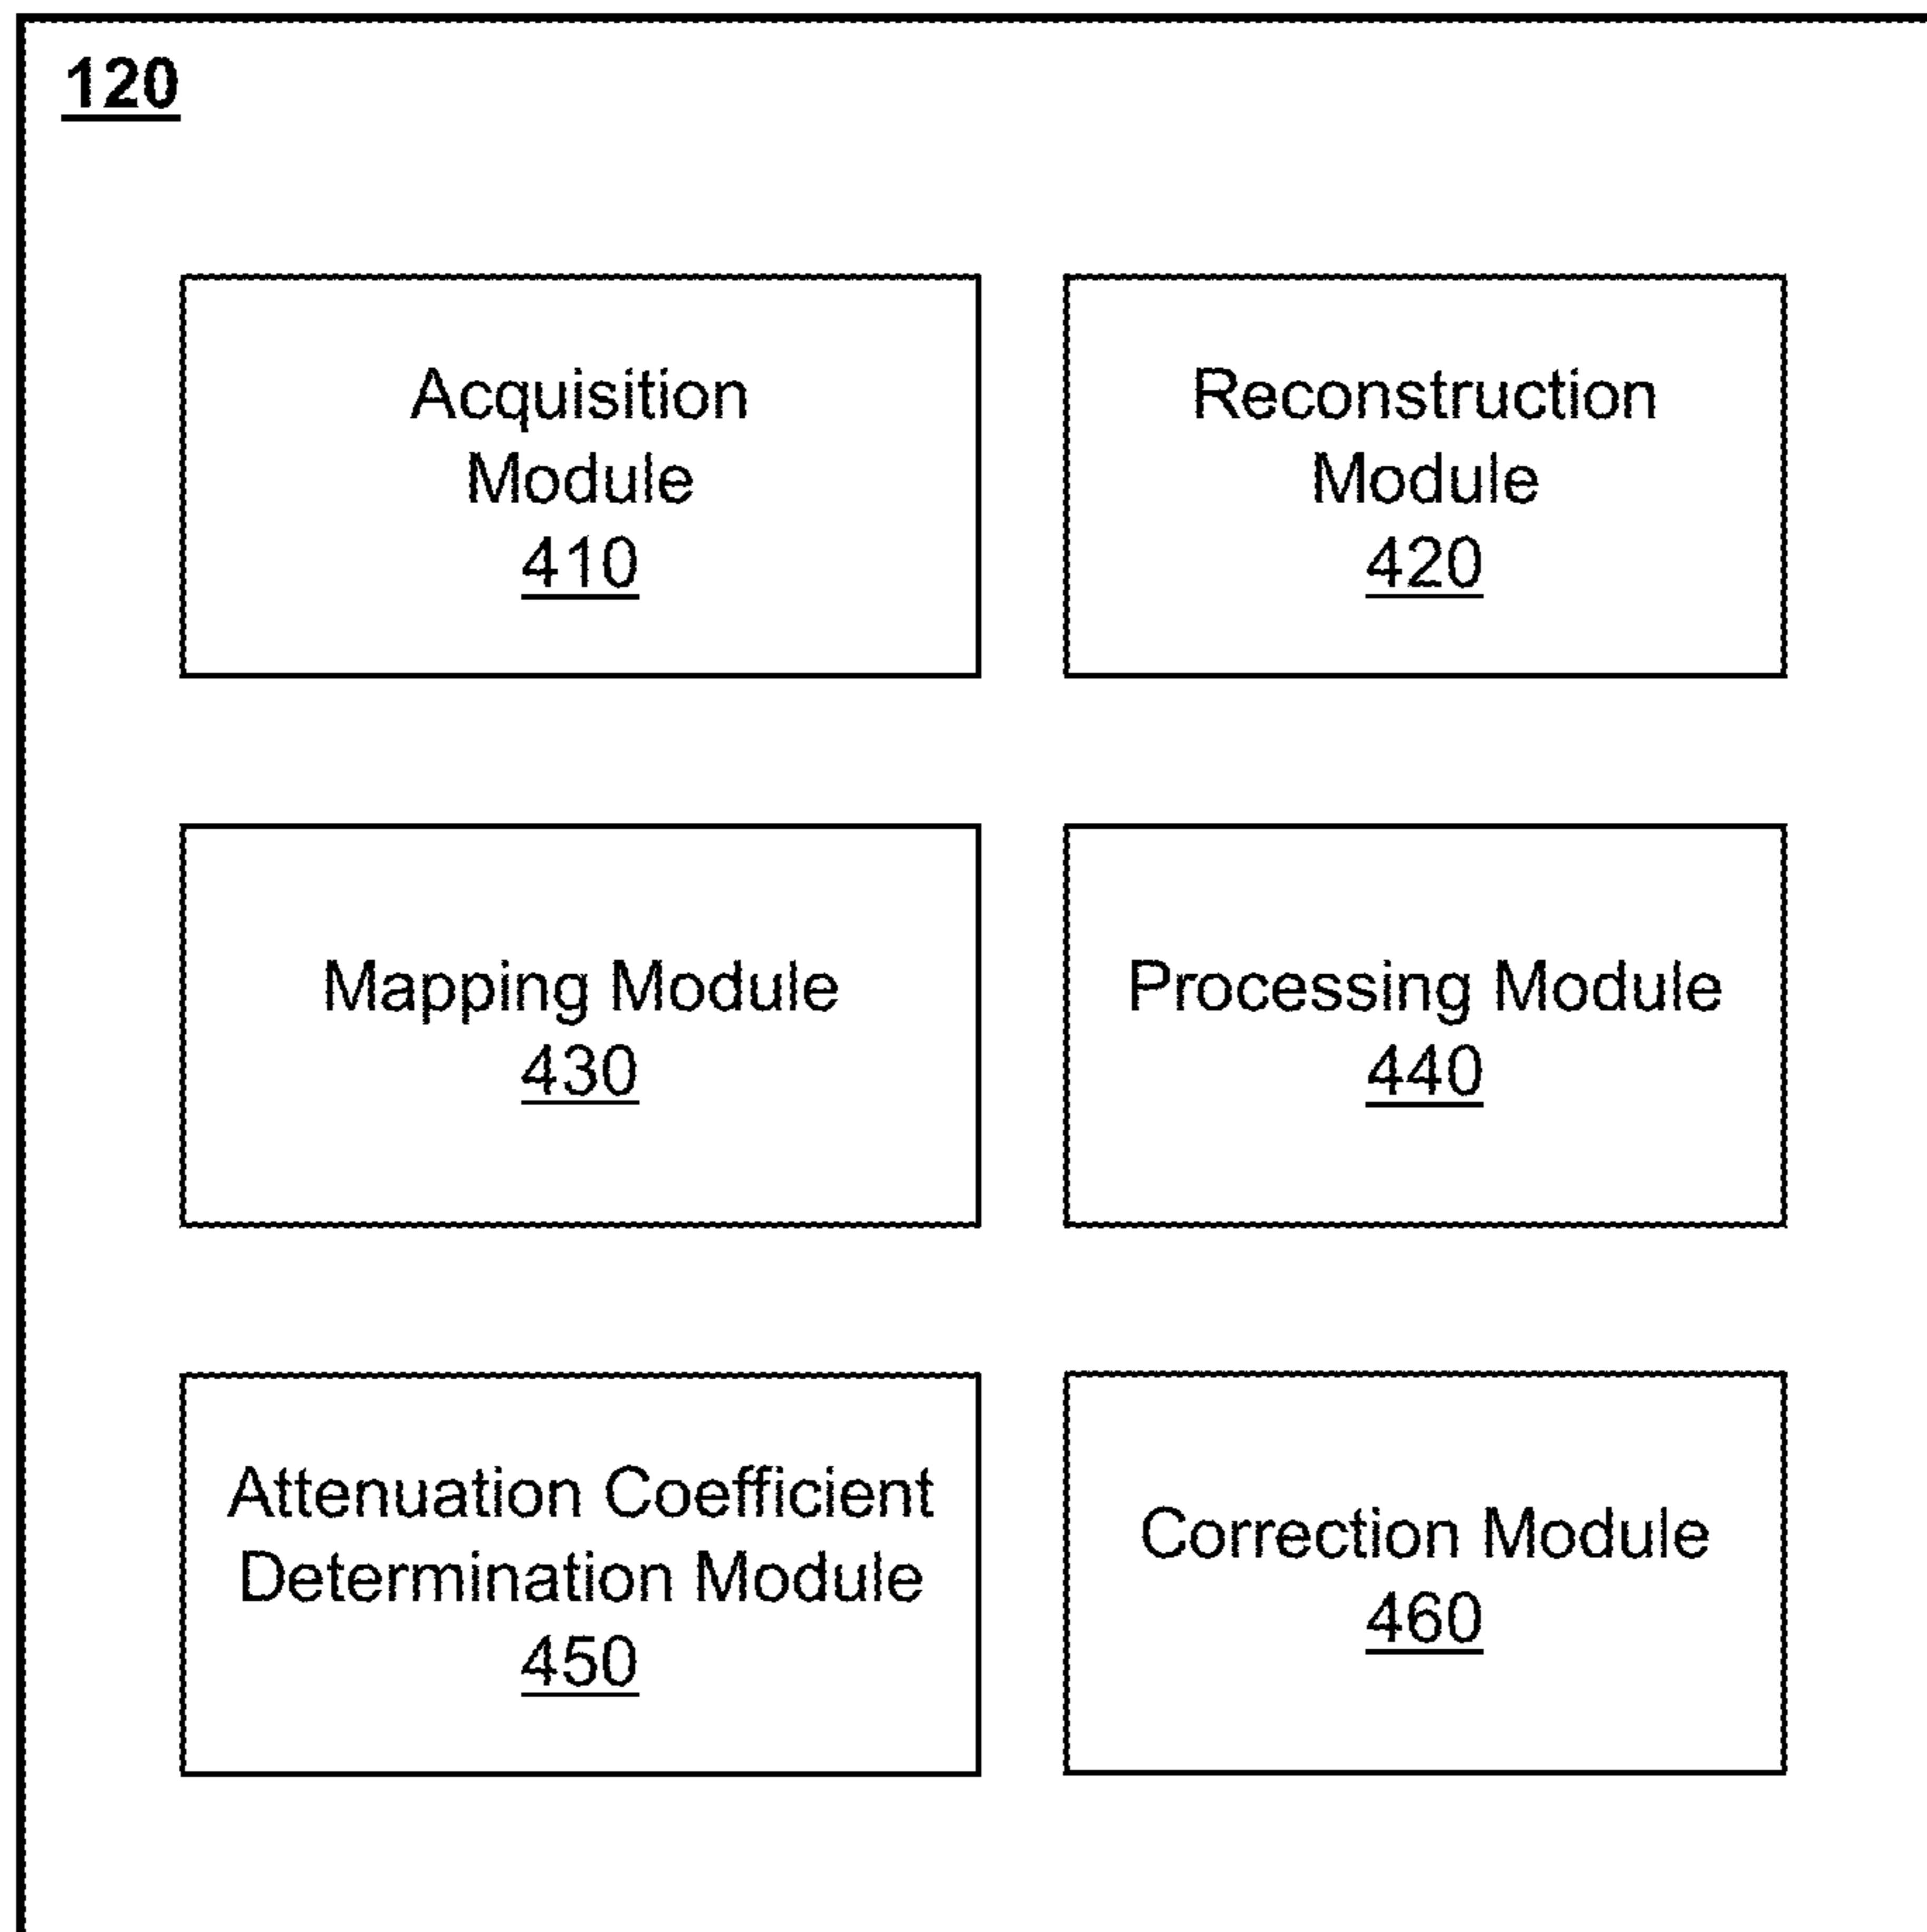 120
Acquisition
Module
410
Reconstruction
Module
420
Mapping Module
430
Processing Module
440
Attenuation Coefficient
Determination Module
450
Correction Module
460